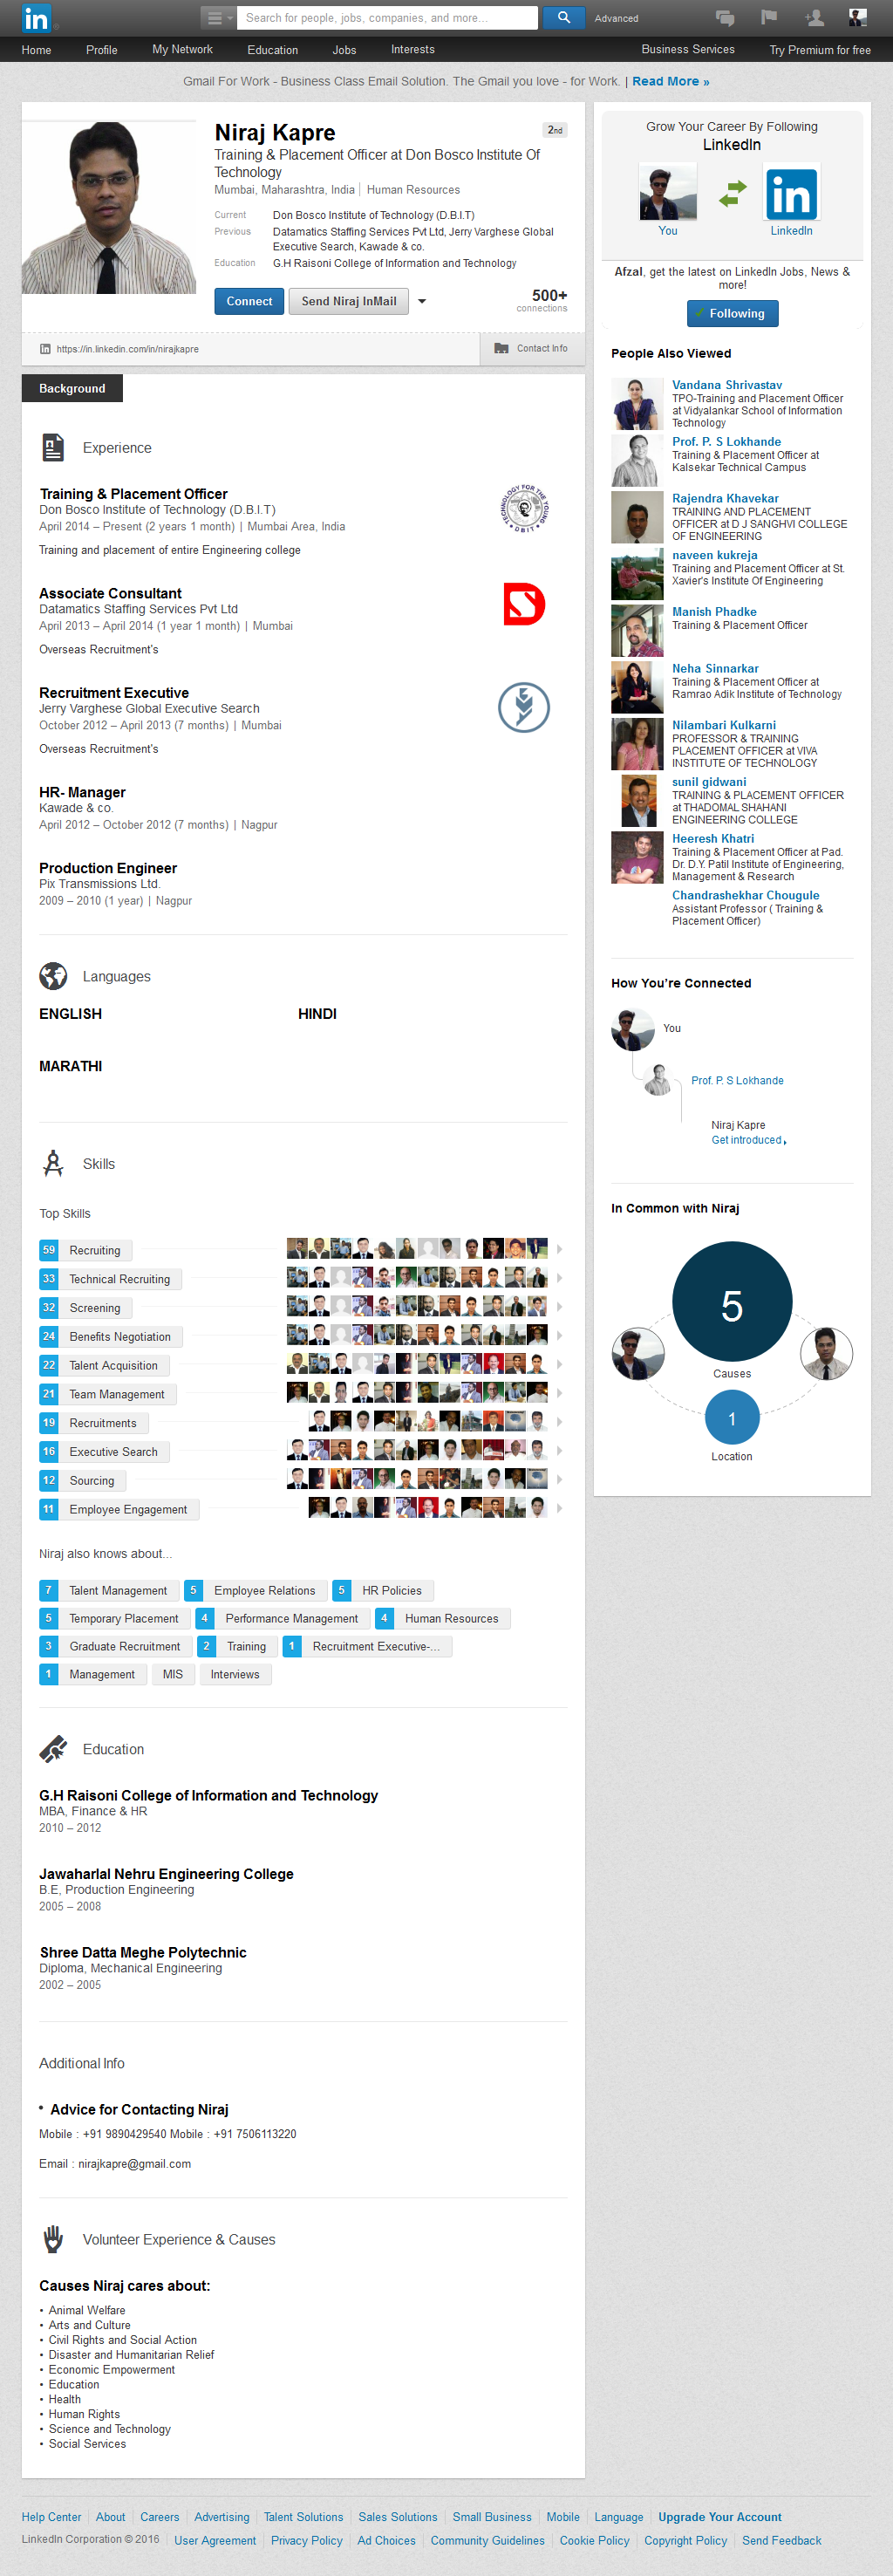 in
Search for people, jobs, companies, and more...
Advanced
Home Profile My Network Education Jobs Interests Business Services Try Premium for free
Gmail For Work - Business Class Email Solution. The Gmail you love - for Work. | Read More »
Niraj Kapre
2nd
Training & Placement Officer at Don Bosco Institute Of
Technology
Mumbai, Maharashtra, India | Human Resources
Current Don Bosco Institute of Technology (D.B.I.T)
Previous Datamatics Staffing Services Pvt Ltd, Jerry Varghese Global
Executive Search, Kawade & co.
Education G.H Raisoni College of Information and Technology
Connect Send Niraj InMail
500+
connections
https://in.linkedin.com/in/nirajkapre
Contact Info
Background
Experience
Training & Placement Officer
Don Bosco Institute of Technology (D.B.I.T)
April 2014 – Present (2 years 1 month) | Mumbai Area, India
Training and placement of entire Engineering college
TECHNOLOGY FOR THE YOUNG
DBIT
Associate Consultant
Datamatics Staffing Services Pvt Ltd
April 2013 – April 2014 (1 year 1 month) | Mumbai
Overseas Recruitment's
Recruitment Executive
Jerry Varghese Global Executive Search
October 2012 – April 2013 (7 months) | Mumbai
Overseas Recruitment's
HR- Manager
Kawade & co.
April 2012 – October 2012 (7 months) | Nagpur
Production Engineer
Pix Transmissions Ltd.
2009 – 2010 (1 year) | Nagpur
Languages
ENGLISH HINDI
MARATHI
Skills
Top Skills
59 Recruiting
33 Technical Recruiting
32 Screening
24 Benefits Negotiation
22 Talent Acquisition
21 Team Management
19 Recruitments
16 Executive Search
12 Sourcing
11 Employee Engagement
Niraj also knows about...
7 Talent Management 5 Employee Relations 5 HR Policies
5 Temporary Placement 4 Performance Management 4 Human Resources
3 Graduate Recruitment 2 Training 1 Recruitment Executive-...
1 Management MIS Interviews
Education
G.H Raisoni College of Information and Technology
MBA, Finance & HR
2010 – 2012
Jawaharlal Nehru Engineering College
B.E, Production Engineering
2005 – 2008
Shree Datta Meghe Polytechnic
Diploma, Mechanical Engineering
2002 – 2005
Additional Info
• Advice for Contacting Niraj
Mobile : +91 9890429540 Mobile : +91 7506113220
Email : nirajkapre@gmail.com
Volunteer Experience & Causes
Causes Niraj cares about:
• Animal Welfare
• Arts and Culture
• Civil Rights and Social Action
• Disaster and Humanitarian Relief
• Economic Empowerment
• Education
• Health
• Human Rights
• Science and Technology
• Social Services
Grow Your Career By Following
LinkedIn
in
You LinkedIn
Afzal, get the latest on LinkedIn Jobs, News &
more!
Following
People Also Viewed
Vandana Shrivastav
TPO-Training and Placement Officer
at Vidyalankar School of Information
Technology
Prof. P. S Lokhande
Training & Placement Officer at
Kalsekar Technical Campus
Rajendra Khavekar
TRAINING AND PLACEMENT
OFFICER at D J SANGHVI COLLEGE
OF ENGINEERING
naveen kukreja
Training and Placement Officer at St.
Xavier's Institute Of Engineering
Manish Phadke
Training & Placement Officer
Neha Sinnarkar
Training & Placement Officer at
Ramrao Adik Institute of Technology
Nilambari Kulkarni
PROFESSOR & TRAINING
PLACEMENT OFFICER at VIVA
INSTITUTE OF TECHNOLOGY
sunil gidwani
TRAINING & PLACEMENT OFFICER
at THADOMAL SHAHANI
ENGINEERING COLLEGE
Heeresh Khatri
Training & Placement Officer at Pad.
Dr. D.Y. Patil Institute of Engineering,
Management & Research
Chandrashekhar Chougule
Assistant Professor ( Training &
Placement Officer)
How You're Connected
You
Prof. P. S Lokhande
Niraj Kapre
Get introduced
In Common with Niraj
5
Causes
1
Location
Help Center About Careers Advertising Talent Solutions Sales Solutions Small Business Mobile Language Upgrade Your Account
LinkedIn Corporation © 2016 User Agreement Privacy Policy Ad Choices Community Guidelines Cookie Policy Copyright Policy Send Feedback